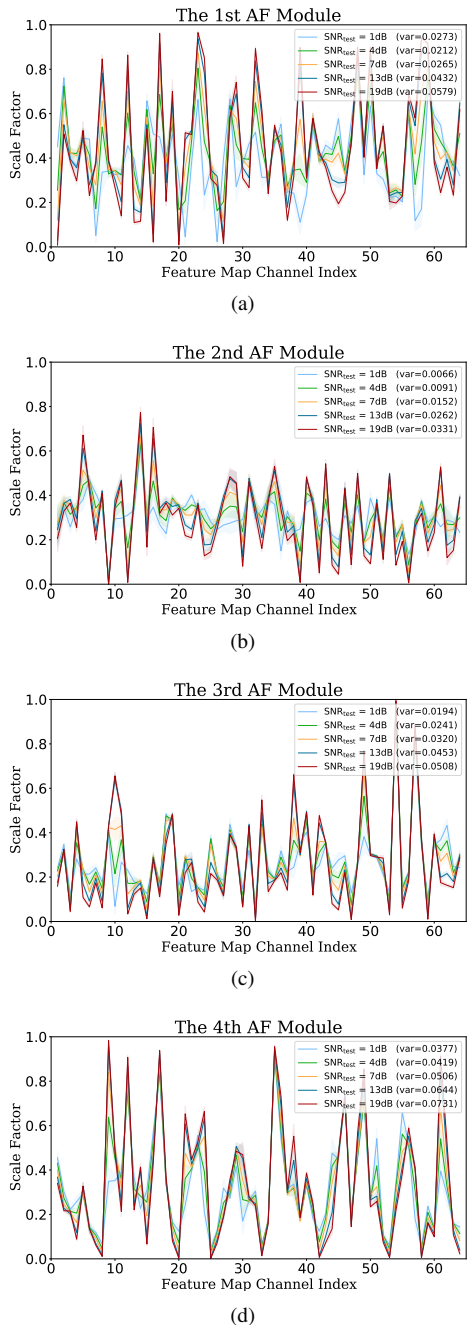 The 1st AF Module
1.0
0.8
0.6
0.4
0.2
0.0
Scale Factor
SNRtest = 1dB (var=0.0273)
SNRtest = 4dB (var=0.0212)
SNRtest = 7dB (var=0.0265)
SNRtest = 13dB (var=0.0432)
SNRtest = 19dB (var=0.0579)
0 10 20 30 40 50 60
Feature Map Channel Index
(a)
The 2nd AF Module
1.0
0.8
0.6
0.4
0.2
0.0
Scale Factor
SNRtest = 1dB (var=0.0066)
SNRtest = 4dB (var=0.0091)
SNRtest = 7dB (var=0.0152)
SNRtest = 13dB (var=0.0262)
SNRtest = 19dB (var=0.0331)
0 10 20 30 40 50 60
Feature Map Channel Index
(b)
The 3rd AF Module
1.0
0.8
0.6
0.4
0.2
0.0
Scale Factor
SNRtest = 1dB (var=0.0194)
SNRtest = 4dB (var=0.0241)
SNRtest = 7dB (var=0.0320)
SNRtest = 13dB (var=0.0453)
SNRtest = 19dB (var=0.0508)
0 10 20 30 40 50 60
Feature Map Channel Index
(c)
The 4th AF Module
1.0
0.8
0.6
0.4
0.2
0.0
Scale Factor
SNRtest = 1dB (var=0.0377)
SNRtest = 4dB (var=0.0419)
SNRtest = 7dB (var=0.0506)
SNRtest = 13dB (var=0.0644)
SNRtest = 19dB (var=0.0731)
0 10 20 30 40 50 60
Feature Map Channel Index
(d)